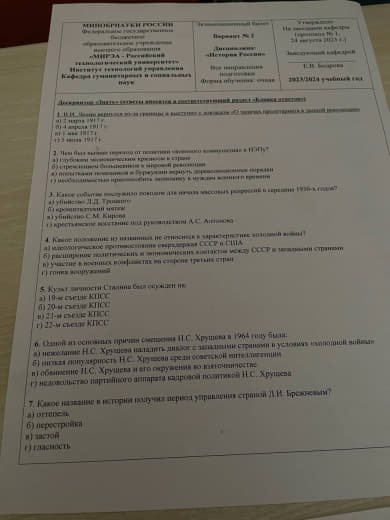 МИНОБРНАУКИ РОССИИ
Федеральное государственное
бюджетное
образовательное учреждение
высшего образования
«МИРЭА - Российский
технологический университет»
Институт технологий управления
Кафедра гуманитарных и социальных
наук
Экзаменационный билет
Вариант № 2
Дисциплина:
«История России»
Все направления
подготовки
Форма обучения: очная
Утверждено
На заседании кафедры
(протокол № 1,
24 августа 2023 г.)
Заведующий кафедрой
Е.В. Бодрова
2023/2024 учебный год
Дескриптор «Знать» (ответы вносятся в соответствующий раздел «Бланка ответов»):
1. В.И. Ленин вернулся из-за границы и выступил с докладом «О задачах пролетариата в данной революции»
а) 2 марта 1917 г.
б) 4 апреля 1917 г.
в) 1 мая 1917 г.
г) 5 июля 1917 г.
2. Чем был вызван переход от политики «военного коммунизма» к НЭПу?
а) глубоким экономическим кризисом в стране
б) стремлением большевиков к мировой революции
в) попытками помещиков и буржуазии вернуть дореволюционные порядки
г) необходимостью приспособить экономику к нуждам военного времени
3. Какое событие послужило поводом для начала массовых репрессий в середине 1930-х годов?
а) убийство Л.Д. Троцкого
б) кронштадтский мятеж
в) убийство С.М. Кирова
г) крестьянское восстание под руководством А.С. Антонова
4. Какое положение из названных не относится к характеристике холодной войны?
а) идеологическое противостояние сверхдержав СССР и США
б) расширение политических и экономических контактов между СССР и западными странами
в) участие в военных конфликтах на стороне третьих стран
г) гонка вооружений
5. Культ личности Сталина был осужден на:
а) 19-м съезде КПСС
б) 20-м съезде КПСС
в) 21-м съезде КПСС
г) 22-м съезде КПСС
6. Одной из основных причин смещения Н.С. Хрущева в 1964 году была:
а) нежелание Н.С. Хрущева наладить диалог с западными странами в условиях «холодной войны»
б) низкая популярность Н.С. Хрущева среди советской интеллигенции
в) обвинение Н.С. Хрущева и его окружения во взяточничестве
г) недовольство партийного аппарата кадровой политикой Н.С. Хрущева
7. Какое название в истории получил период управления страной Л.И. Брежневым?
а) оттепель
б) перестройка
в) застой
г) гласность